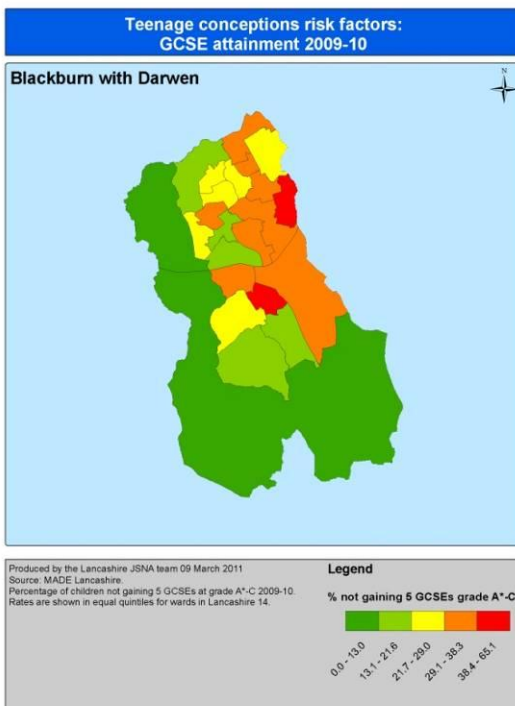 Teenage conceptions risk factors:
GCSE attainment 2009-10
Blackburn with Darwen
N
Produced by the Lancashire JSNA team 09 March 2011
Source: MADE Lancashire.
Percentage of children not gaining 5 GCSEs at grade A*-C 2009-10.
Rates are shown in equal quintiles for wards in Lancashire 14.
Legend
% not gaining 5 GCSEs grade A*-C
0.0 - 13.0
13.1 - 21.6
21.7 - 29.0
29.1 - 38.3
38.4 - 65.1